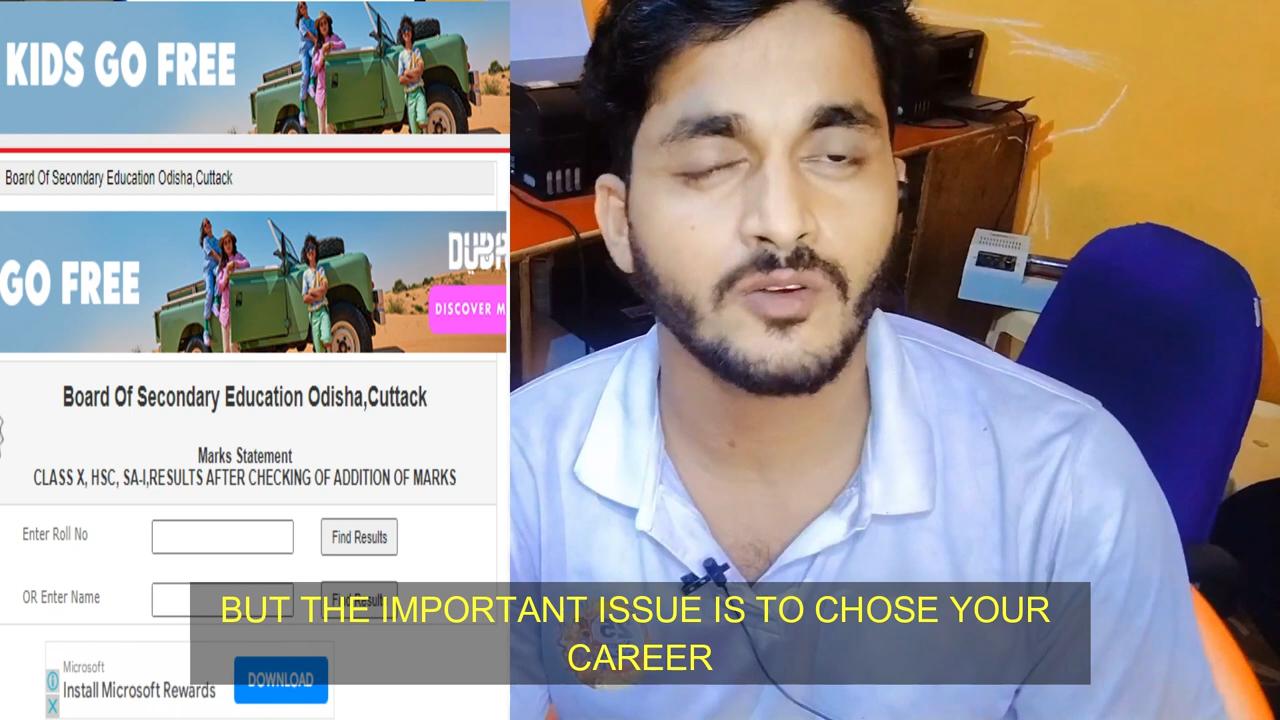 KIDS GO FREE
Board Of Secondary Education Odisha,Cuttack
GO FREE
DISCOVER M
Board Of Secondary Education Odisha,Cuttack
Marks Statement
CLASS X, HSC, SA-I,RESULTS AFTER CHECKING OF ADDITION OF MARKS
Enter Roll No
Find Results
OR Enter Name
Find Results
BUT THE IMPORTANT ISSUE IS TO CHOSE YOUR
CAREER
Microsoft
Install Microsoft Rewards
DOWNLOAD